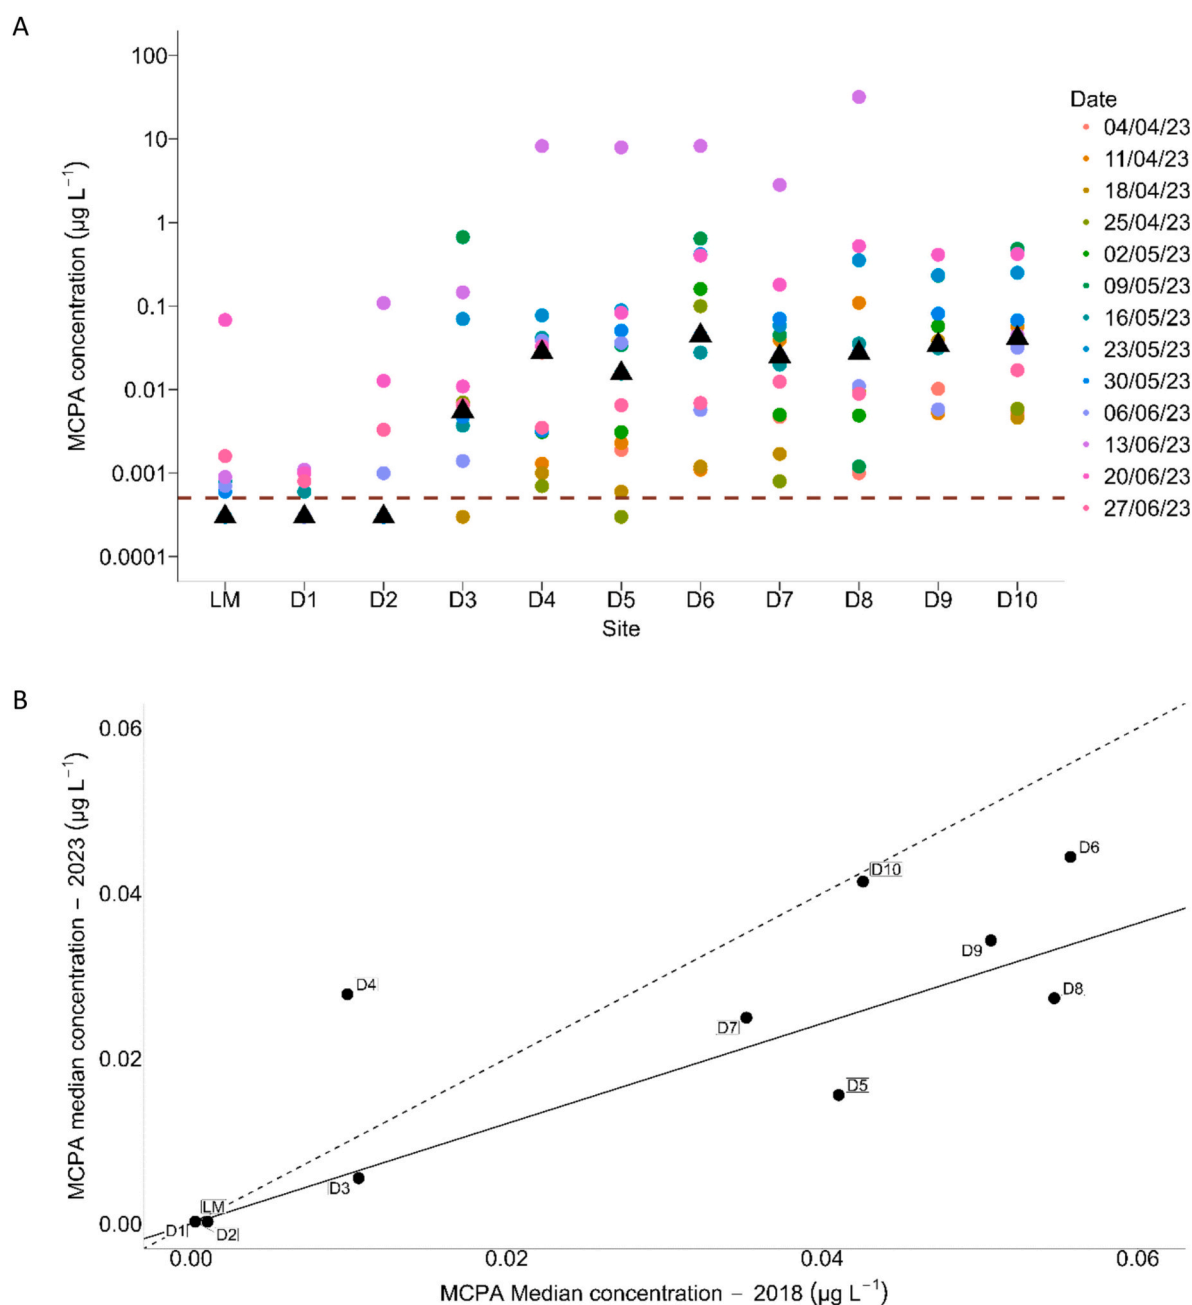 A
100
10
1
0.1
0.01
0.001
0.0001
MCPA concentration (µg L⁻¹)
LM D1 D2 D3 D4 D5 D6 D7 D8 D9 D10
Site
Date
04/04/23
11/04/23
18/04/23
25/04/23
02/05/23
09/05/23
16/05/23
23/05/23
30/05/23
06/06/23
13/06/23
20/06/23
27/06/23
B
0.06
0.04
0.02
0.00
MCPA median concentration – 2023 (µg L⁻¹)
D6
D10
D9
D4
D8
D7
D5
D3
LM
D1
D2
0.00 0.02 0.04 0.06
MCPA Median concentration – 2018 (µg L⁻¹)